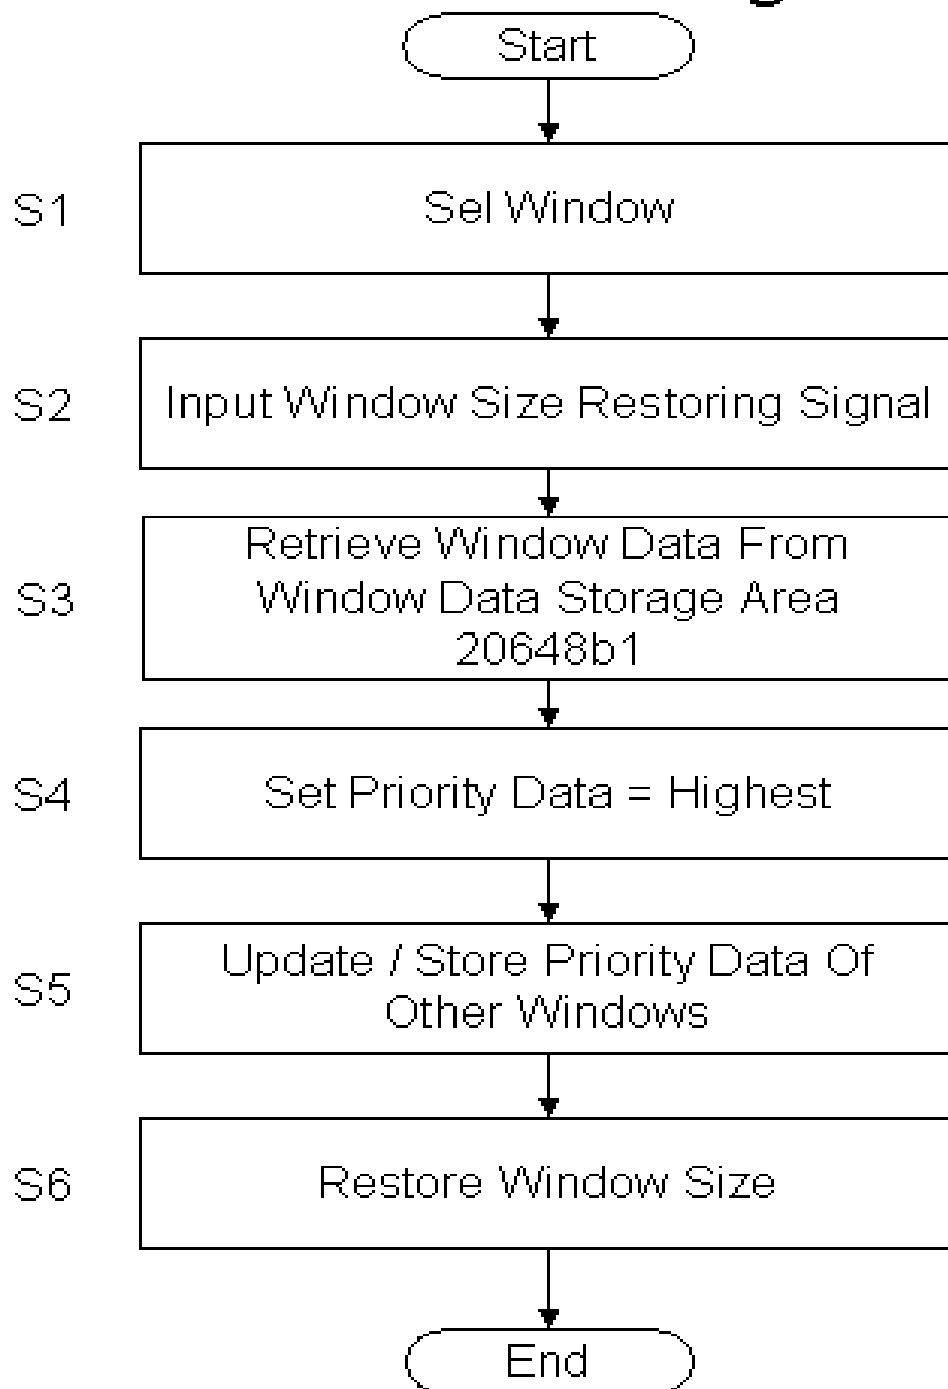 Start
S1
Sel Window
S2
Input Window Size Restoring Signal
S3
Retrieve Window Data From
Window Data Storage Area
20648b1
S4
Set Priority Data = Highest
S5
Update / Store Priority Data Of
Other Windows
S6
Restore Window Size
End